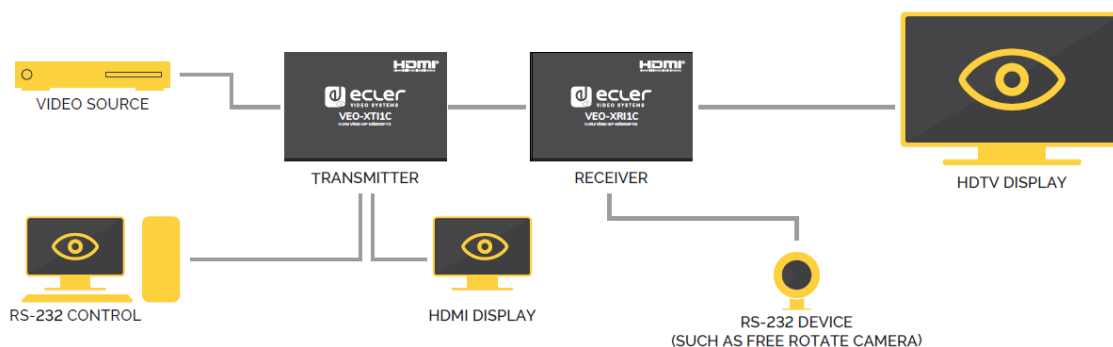 HDMI
ecler
VIDEO SYSTEMS
VEO-XTI1C
HDMI
ecler
VIDEO SYSTEMS
VEO-XRI1C
VIDEO SOURCE
TRANSMITTER
RECEIVER
HDTV DISPLAY
RS-232 CONTROL
HDMI DISPLAY
RS-232 DEVICE
(SUCH AS FREE ROTATE CAMERA)